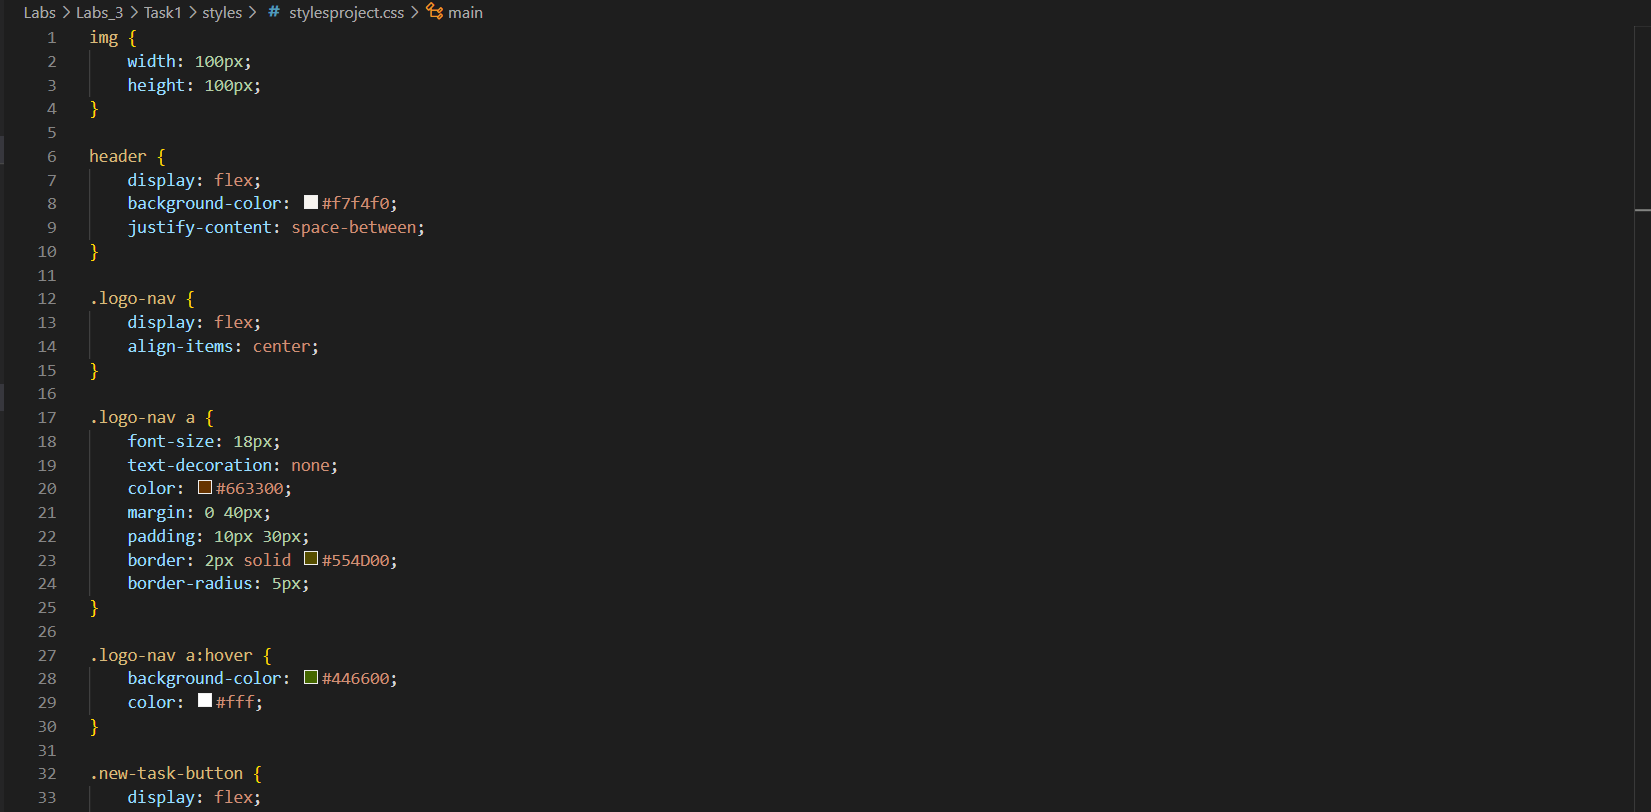 Labs > Labs_3 > Task1 > styles > # stylesproject.css > main
1 img {
2 width: 100px;
3 height: 100px;
4 }
5
6 header {
7 display: flex;
8 background-color: #f7f4f0;
9 justify-content: space-between;
10 }
11
12 .logo-nav {
13 display: flex;
14 align-items: center;
15 }
16
17 .logo-nav a {
18 font-size: 18px;
19 text-decoration: none;
20 color: #663300;
21 margin: 0 40px;
22 padding: 10px 30px;
23 border: 2px solid #554D00;
24 border-radius: 5px;
25 }
26
27 .logo-nav a:hover {
28 background-color: #446600;
29 color: #fff;
30 }
31
32 .new-task-button {
33 display: flex;